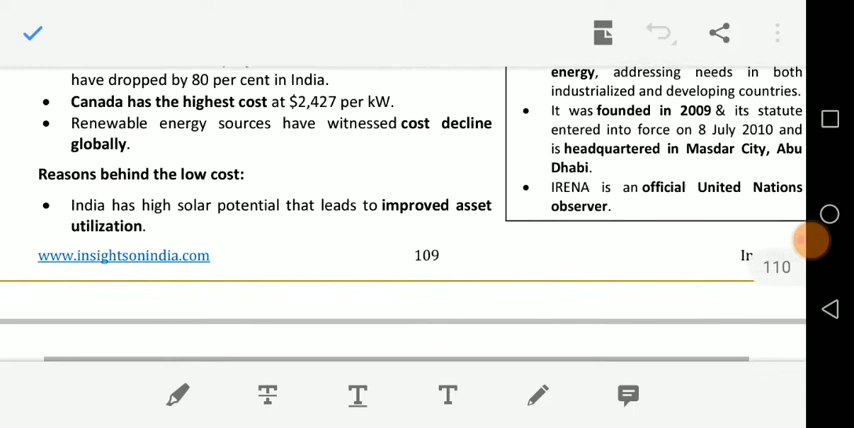 have dropped by 80 per cent in India.
• Canada has the highest cost at $2,427 per kW.
• Renewable energy sources have witnessed cost decline
globally.
Reasons behind the low cost:
• India has high solar potential that leads to improved asset
utilization.
energy, addressing needs in both
industrialized and developing countries.
• It was founded in 2009 & its statute
entered into force on 8 July 2010 and
is headquartered in Masdar City, Abu
Dhabi.
• IRENA is an official United Nations
observer.
www.insightsonindia.com
109
110
T
T
T